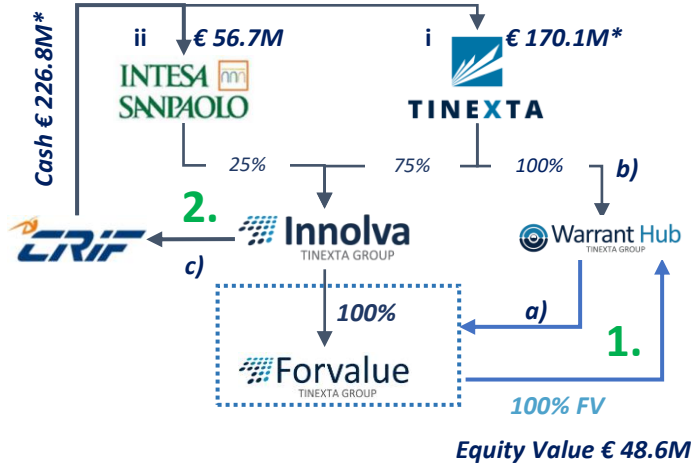 ii € 56.7M
i € 170.1M*
INTESA
SANPAOLO
TINEXTA
Cash € 226.8M*
25%
75%
100%
b)
CRIF
2.
c)
Innolva
TINEXTA GROUP
Warrant Hub
TINEXTA GROUP
100%
a)
1.
Forvalue
TINEXTA GROUP
100% FV
Equity Value € 48.6M